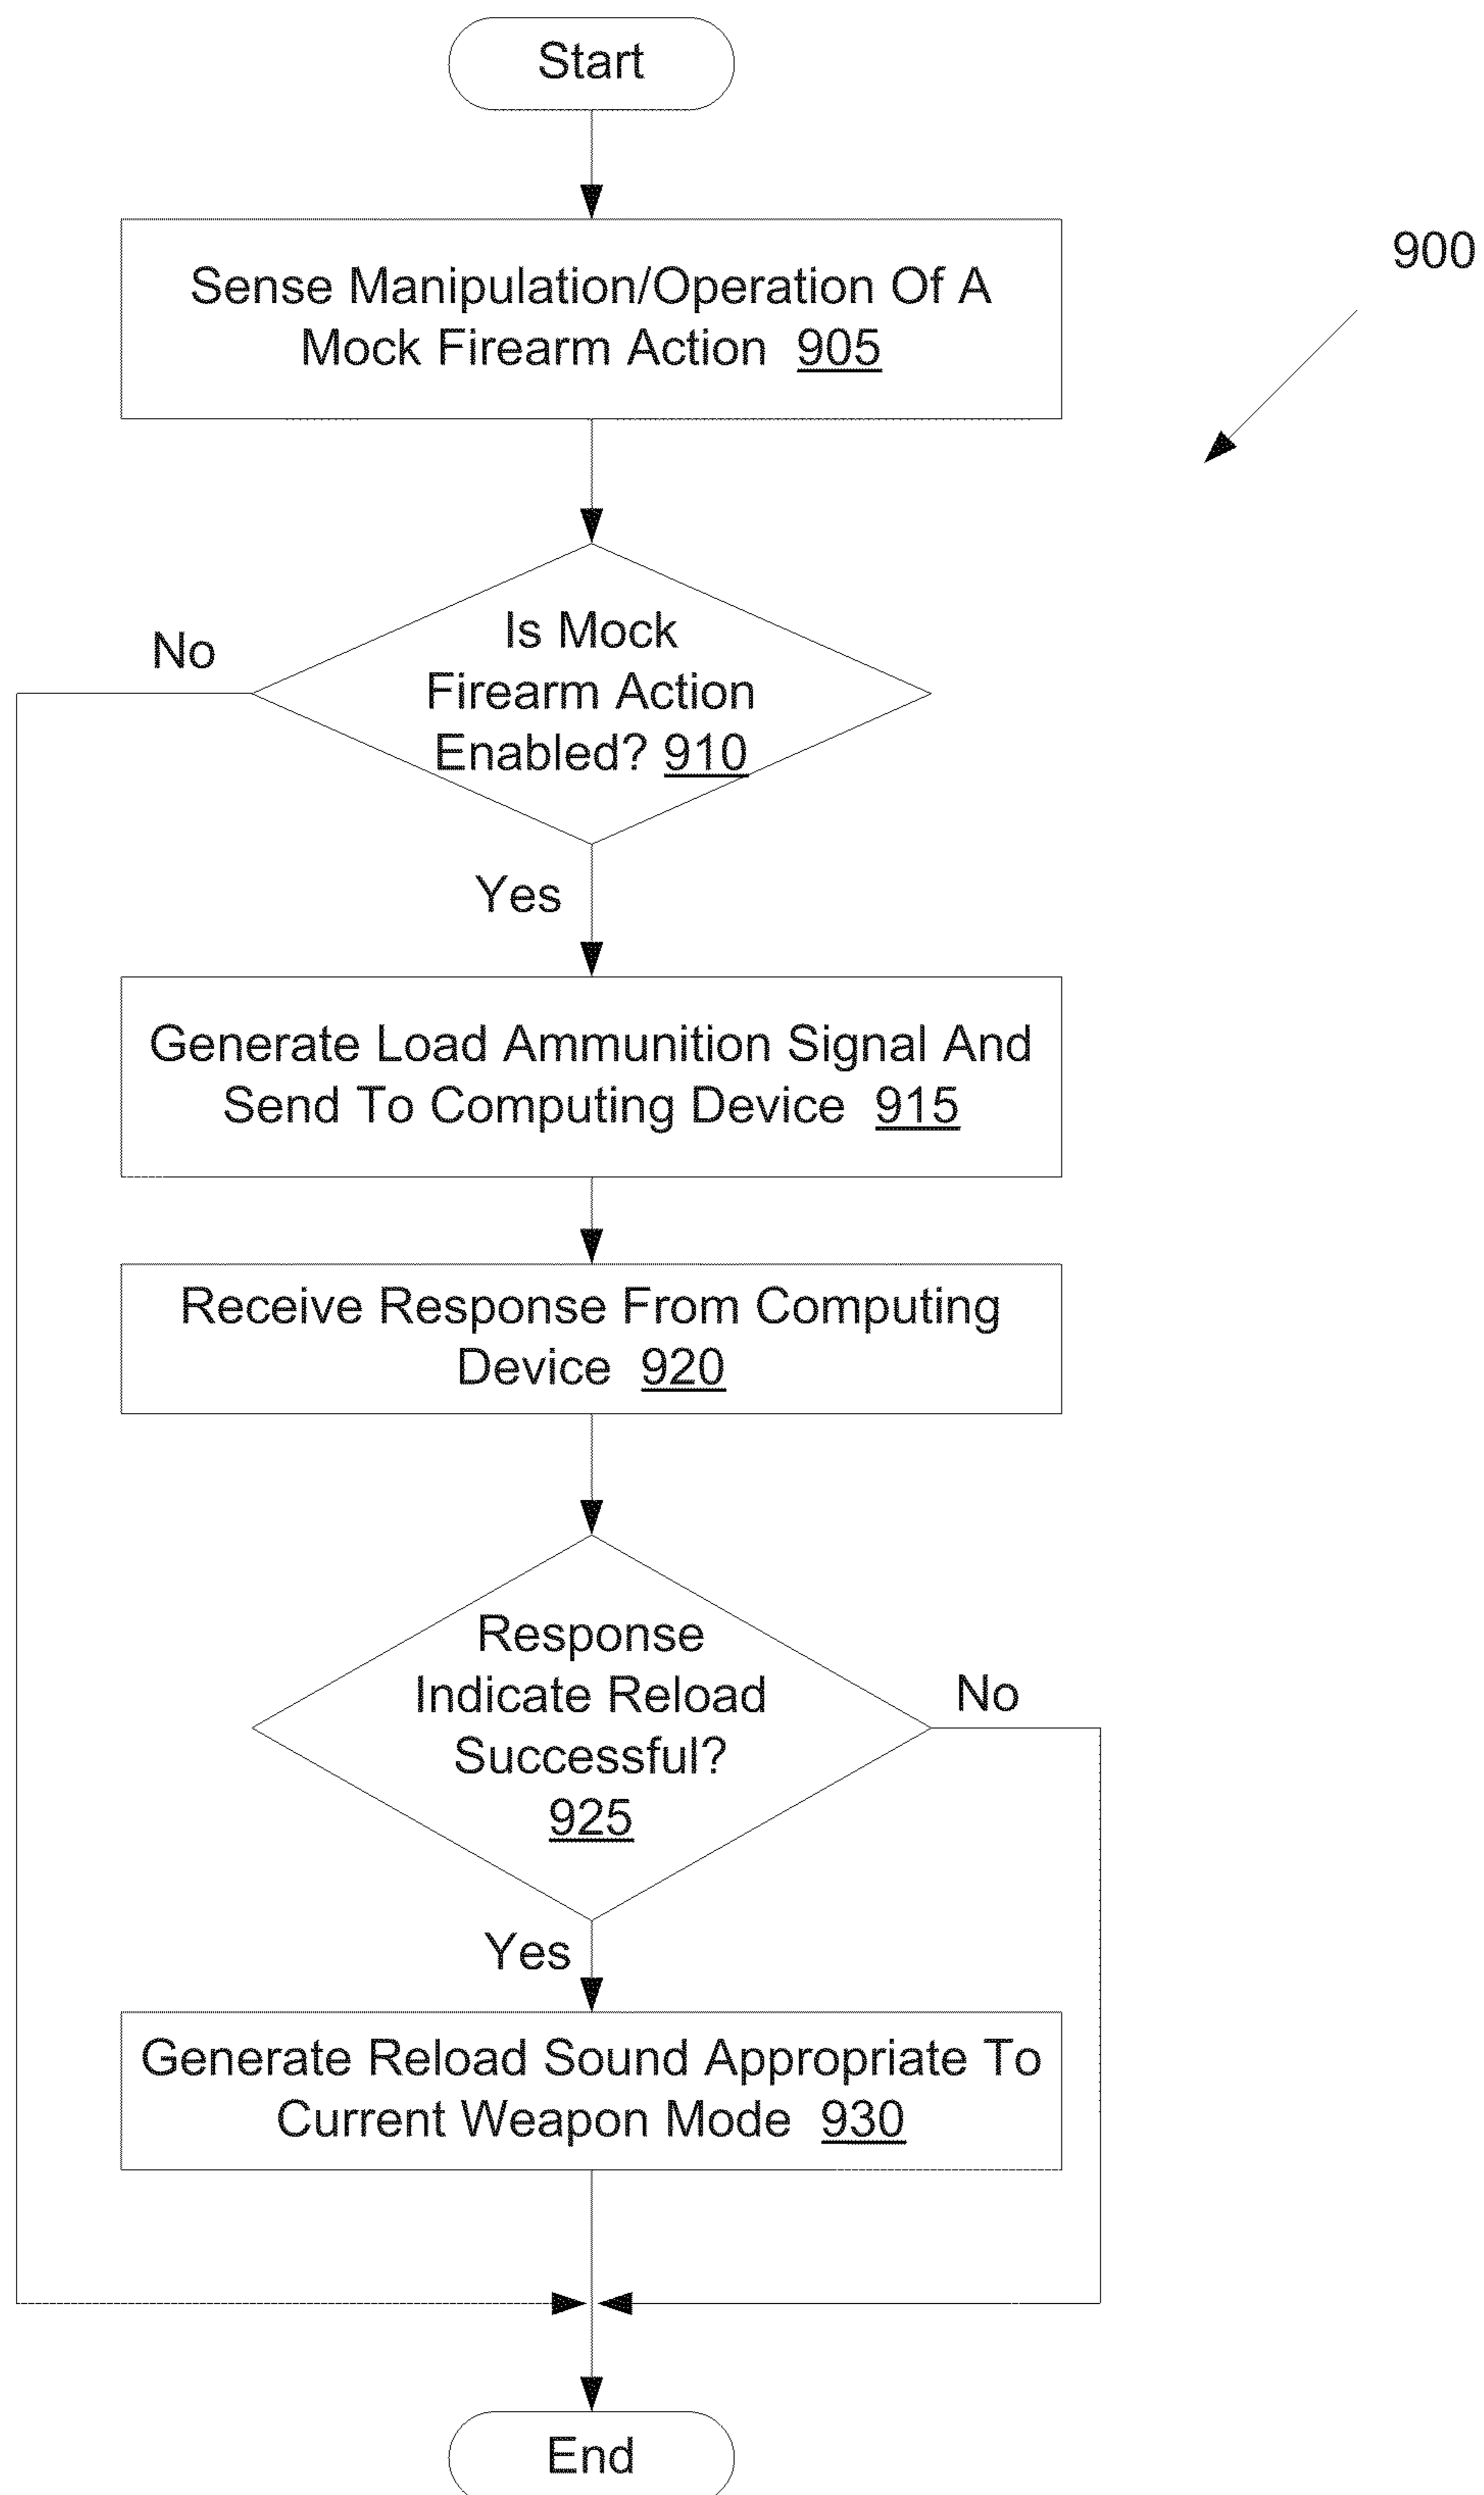 Start
Sense Manipulation/Operation Of A
Mock Firearm Action 905
900
Is Mock
Firearm Action
Enabled? 910
No
Yes
Generate Load Ammunition Signal And
Send To Computing Device 915
Receive Response From Computing
Device 920
Response
Indicate Reload
Successful?
925
No
Yes
Generate Reload Sound Appropriate To
Current Weapon Mode 930
End